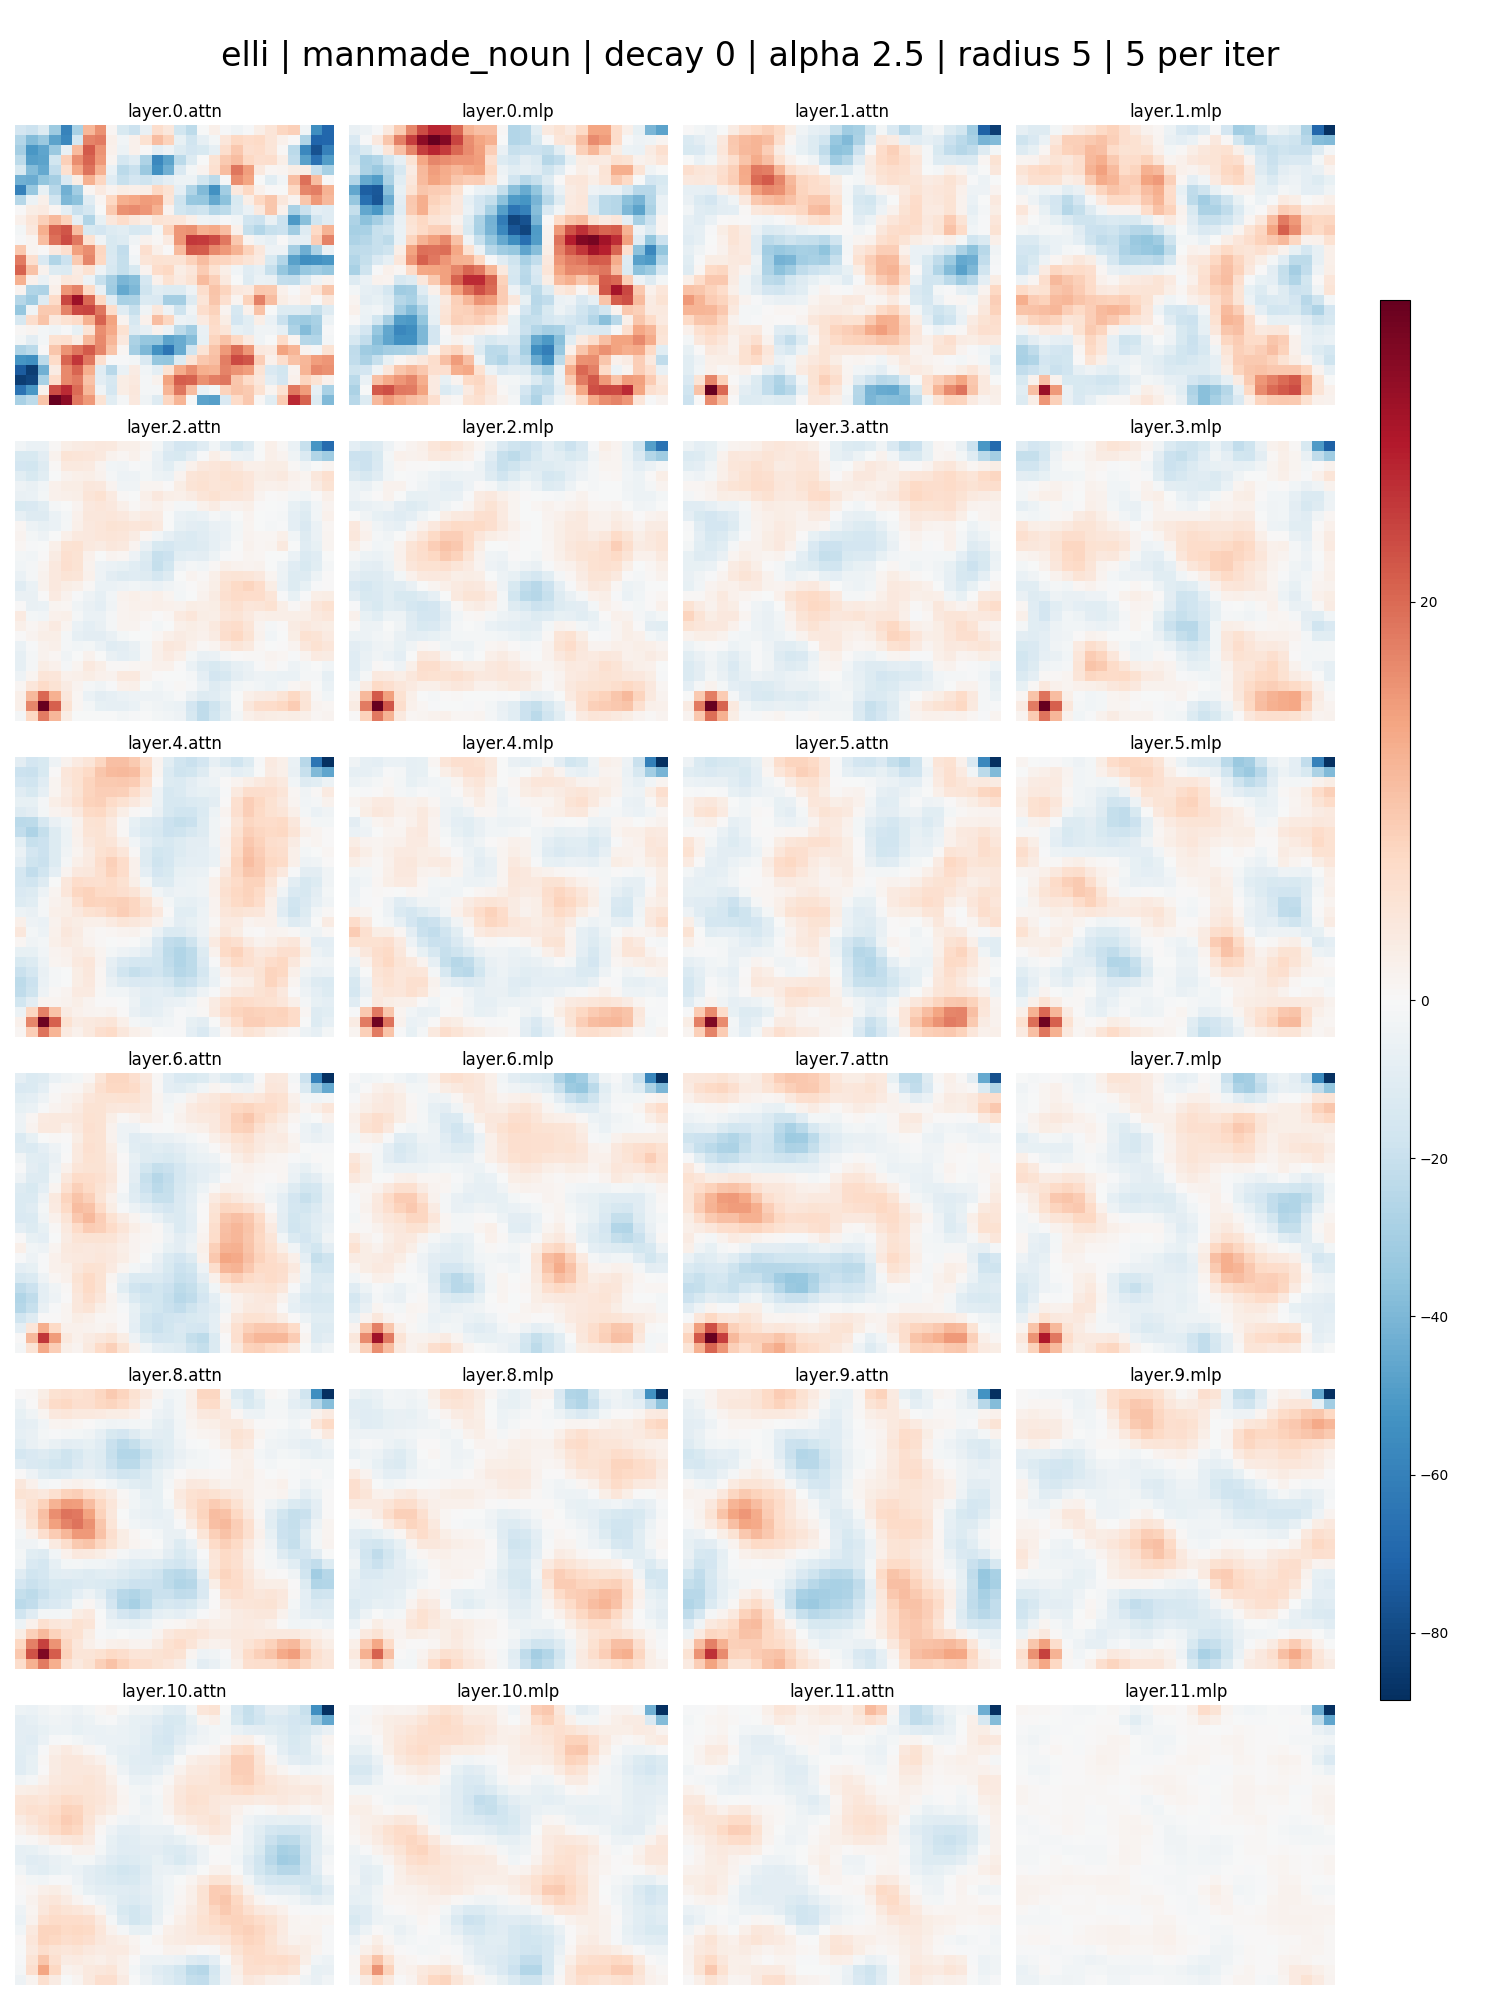 elli | manmade_noun | decay 0 | alpha 2.5 | radius 5 | 5 per iter
layer.0.attn
layer.0.mlp
layer.1.attn
layer.1.mlp
layer.2.attn
layer.2.mlp
layer.3.attn
layer.3.mlp
layer.4.attn
layer.4.mlp
layer.5.attn
layer.5.mlp
layer.6.attn
layer.6.mlp
layer.7.attn
layer.7.mlp
layer.8.attn
layer.8.mlp
layer.9.attn
layer.9.mlp
layer.10.attn
layer.10.mlp
layer.11.attn
layer.11.mlp
20
0
−20
−40
−60
−80